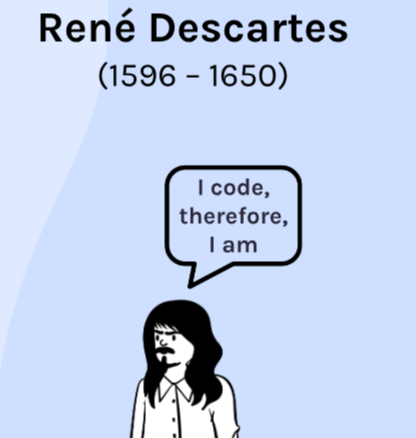 René Descartes
(1596 – 1650)
I code,
therefore,
I am